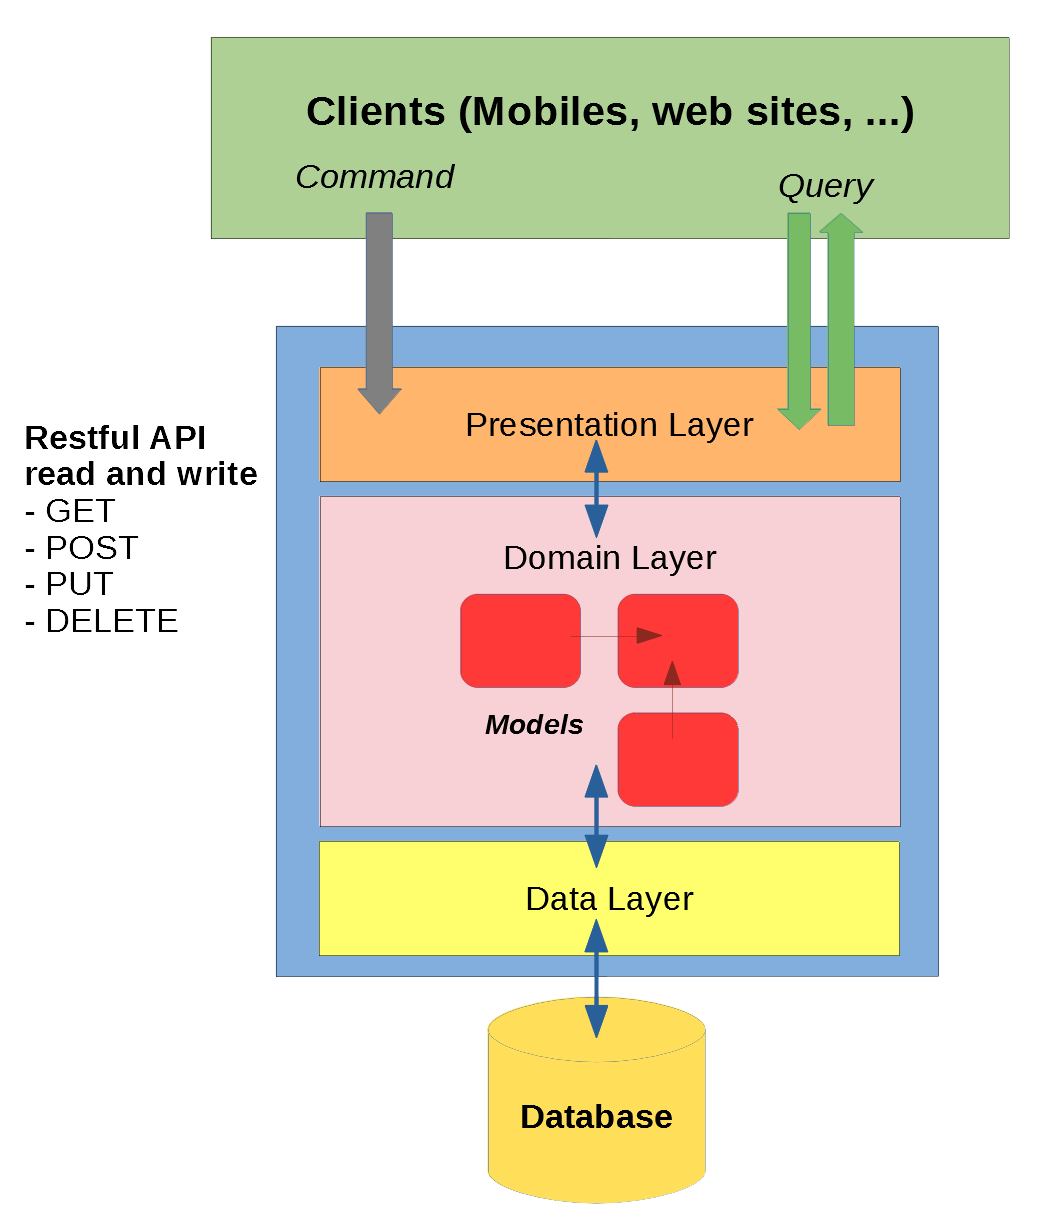 Clients (Mobiles, web sites, ...)
Command
Query
Restful API
read and write
- GET
- POST
- PUT
- DELETE
Presentation Layer
Domain Layer
Models
Data Layer
Database